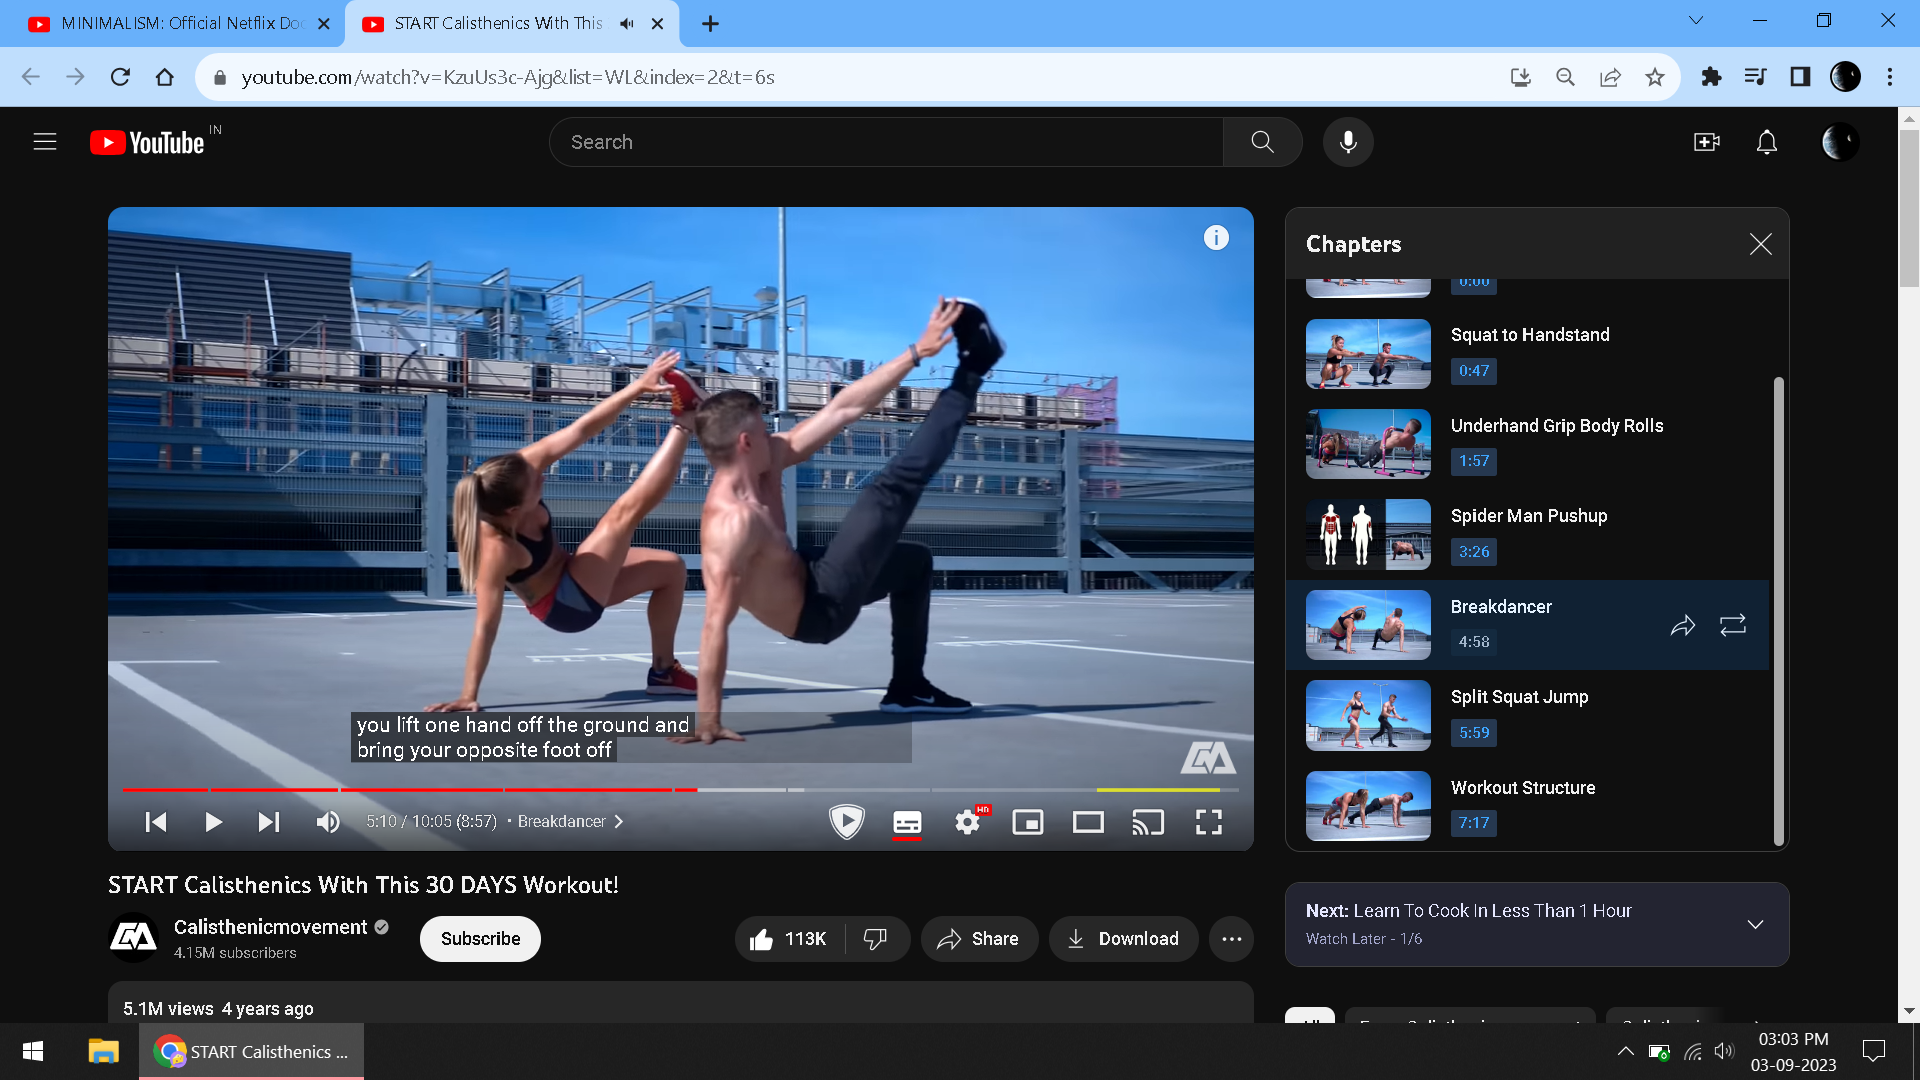 MINIMALISM: Official Netflix Do
START Calisthenics With This
youtube.com/watch?v=KzuUs3c-Ajg&list=WL&index=2&t=6s
YouTube IN
Search
Chapters
0:00
Squat to Handstand
0:47
Underhand Grip Body Rolls
1:57
Spider Man Pushup
3:26
Breakdancer
4:58
Split Squat Jump
5:59
Workout Structure
7:17
you lift one hand off the ground and
bring your opposite foot off
5:10 / 10:05 (8:57) • Breakdancer
HD
START Calisthenics With This 30 DAYS Workout!
Calisthenicmovement
4.15M subscribers
Subscribe
113K
Share
Download
Next: Learn To Cook In Less Than 1 Hour
Watch Later - 1/6
5.1M views 4 years ago
START Calisthenics ...
03:03 PM
03-09-2023